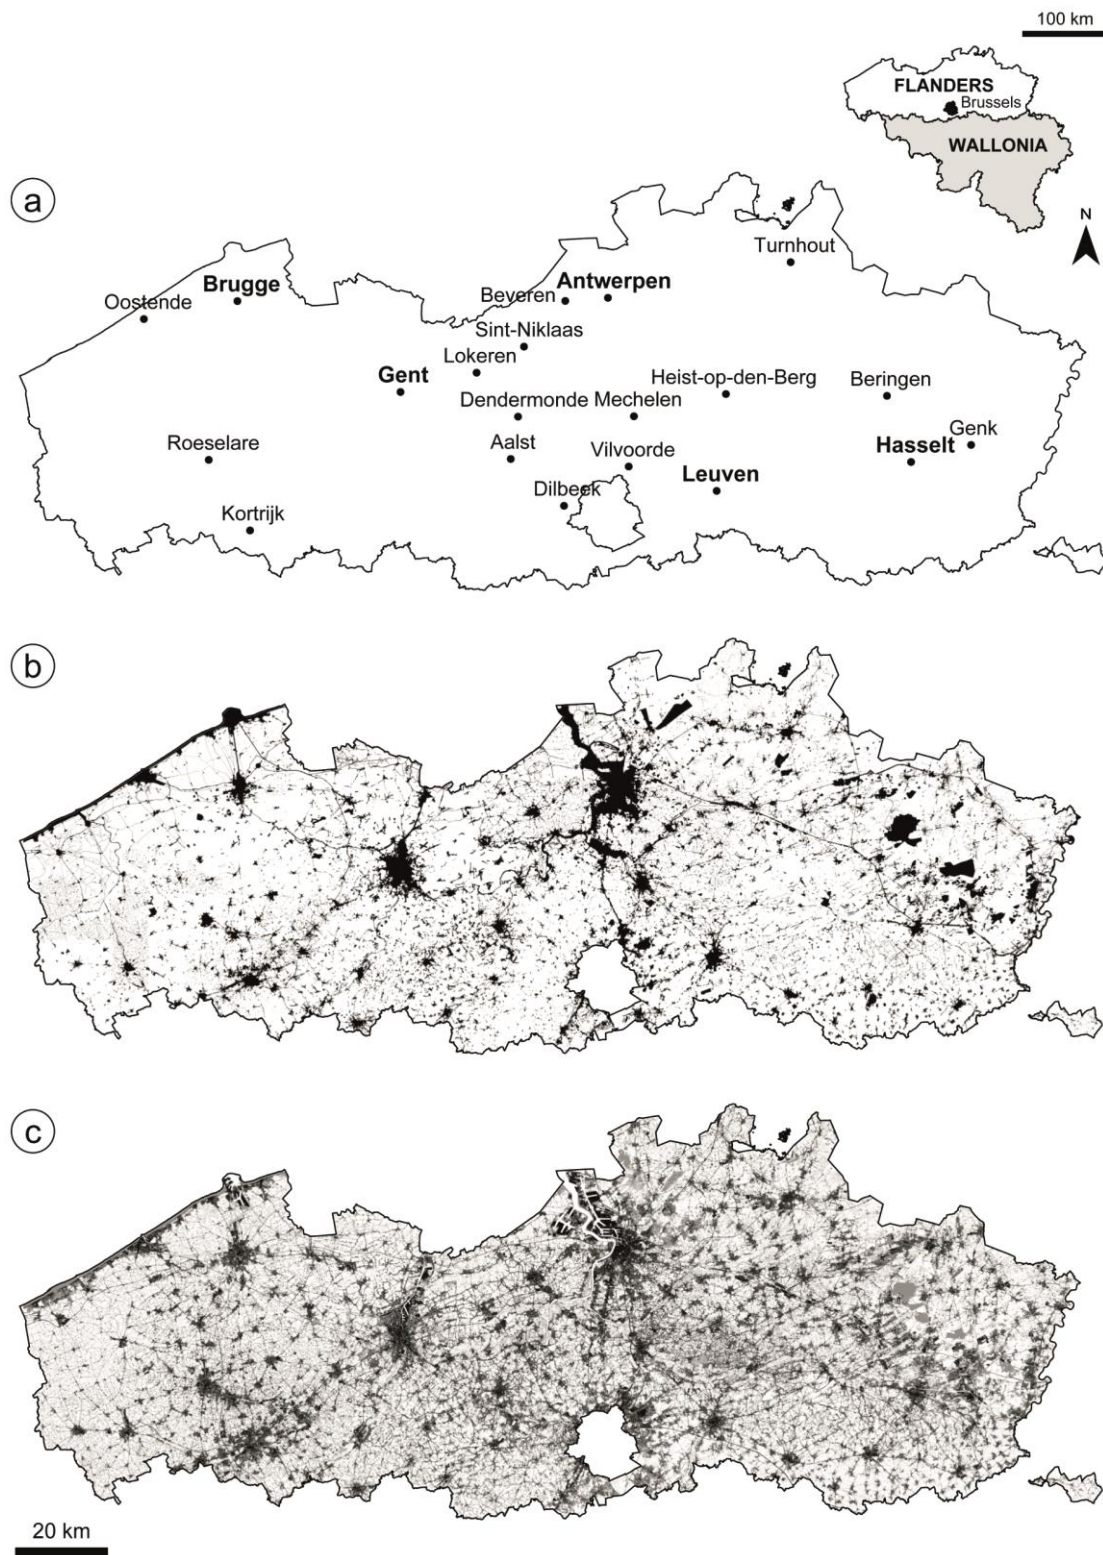 100 km
FLANDERS
Brussels
WALLONIA
a
N
Turnhout
Brugge
Antwerpen
Oostende
Beveren
Sint-Niklaas
Lokeren
Gent
Heist-op-den-Berg
Beringen
Dendermonde
Mechelen
Roeselare
Aalst
Genk
Vilvoorde
Hasselt
Leuven
Dilbeek
Kortrijk
b
c
20 km